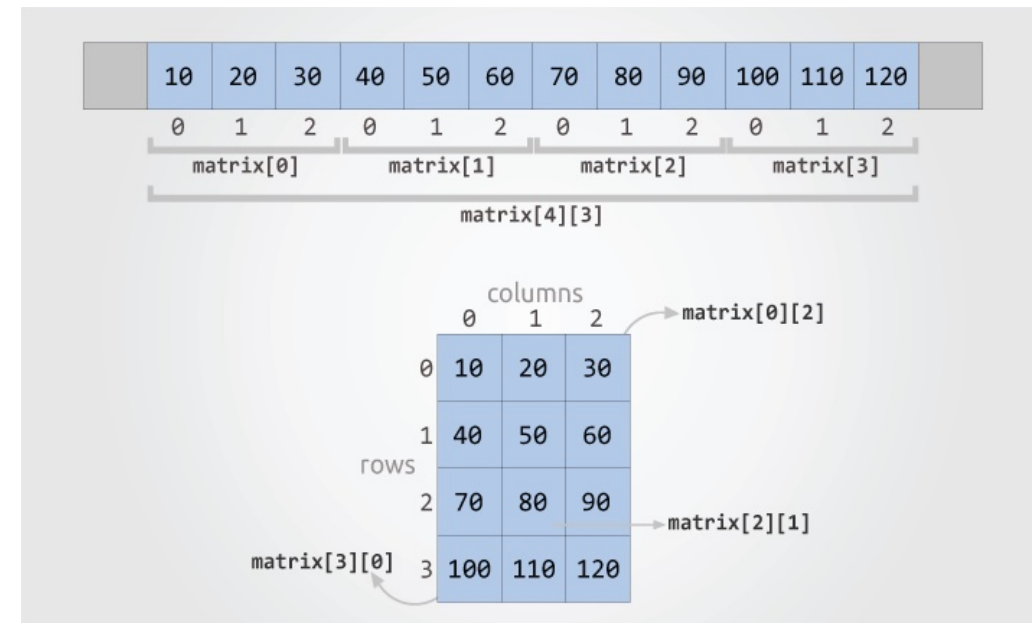 10 20 30 40 50 60 70 80 90 100 110 120
0 1 2 0 1 2 0 1 2 0 1 2
matrix[0] matrix[1] matrix[2] matrix[3]
matrix[4][3]
columns
0 1 2
matrix[0][2]
0 10 20 30
1 40 50 60
rows
2 70 80 90
matrix[2][1]
matrix[3][0]
3 100 110 120